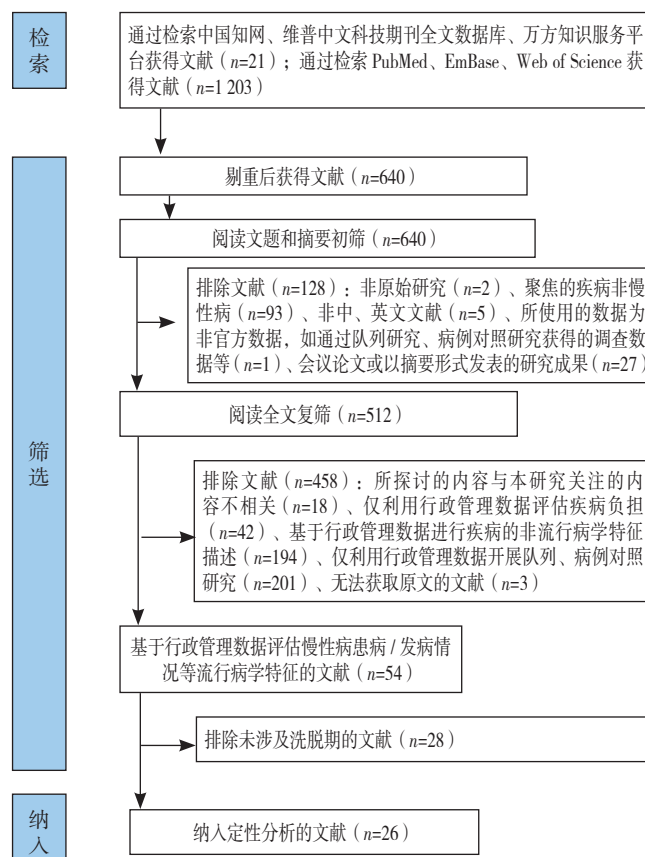 检
索
通过检索中国知网、维普中文科技期刊全文数据库、万方知识服务平
台获得文献（n=21）；通过检索 PubMed、EmBase、Web of Science 获
得文献（n=1 203）
筛
选
剔重后获得文献（n=640）
阅读文题和摘要初筛（n=640）
排除文献（n=128）：非原始研究（n=2）、聚焦的疾病非慢
性病（n=93）、非中、英文文献（n=5）、所使用的数据为
非官方数据，如通过队列研究、病例对照研究获得的调查数
据等（n=1）、会议论文或以摘要形式发表的研究成果（n=27）
阅读全文复筛（n=512）
排除文献（n=458）：所探讨的内容与本研究关注的内
容不相关（n=18）、仅利用行政管理数据评估疾病负担
（n=42）、基于行政管理数据进行疾病的非流行病学特征
描述（n=194）、仅利用行政管理数据开展队列、病例对照
研究（n=201）、无法获取原文的文献（n=3）
基于行政管理数据评估慢性病患病 / 发病情
况等流行病学特征的文献（n=54）
排除未涉及洗脱期的文献（n=28）
纳
入
纳入定性分析的文献（n=26）